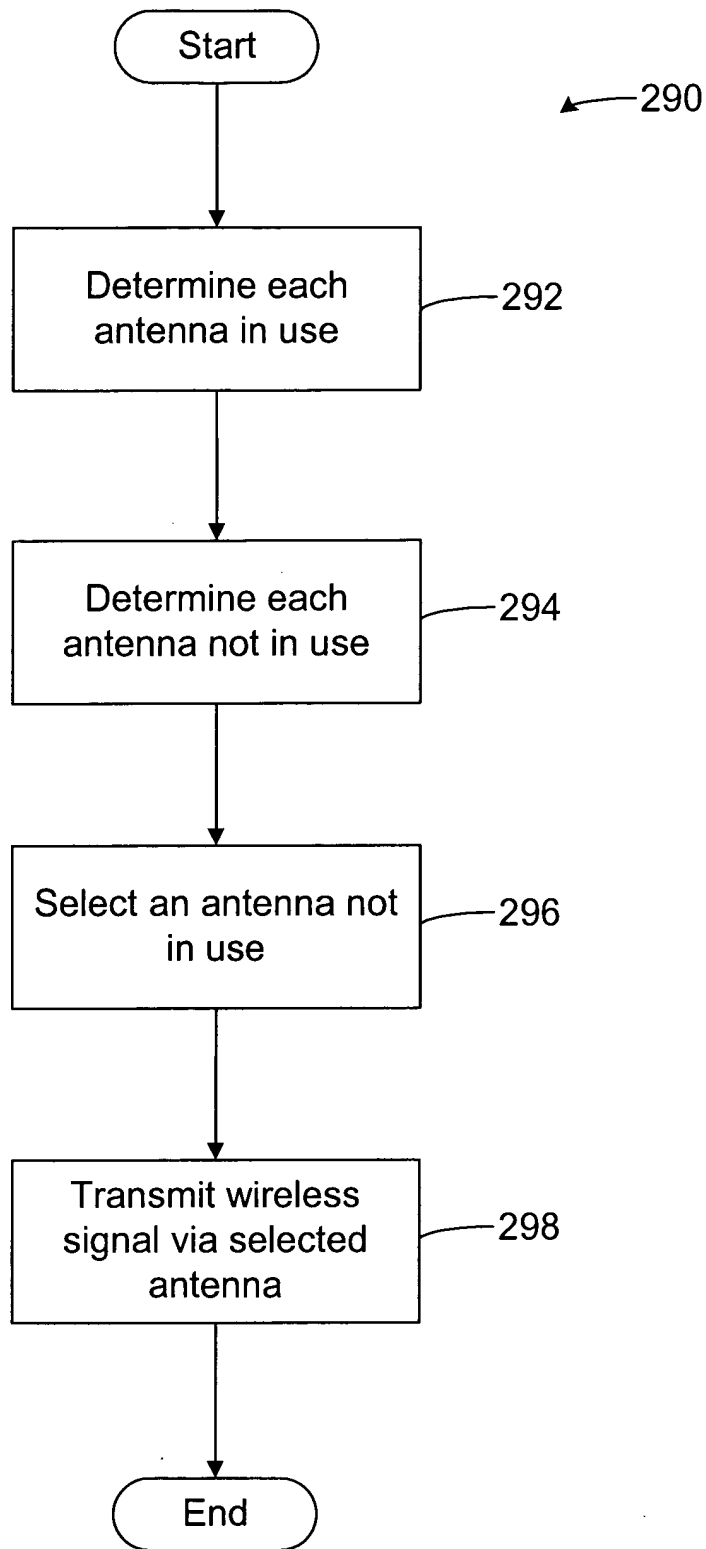 Start
290
Determine each
antenna in use
292
Determine each
antenna not in use
294
Select an antenna not
in use
296
Transmit wireless
signal via selected
antenna
298
End